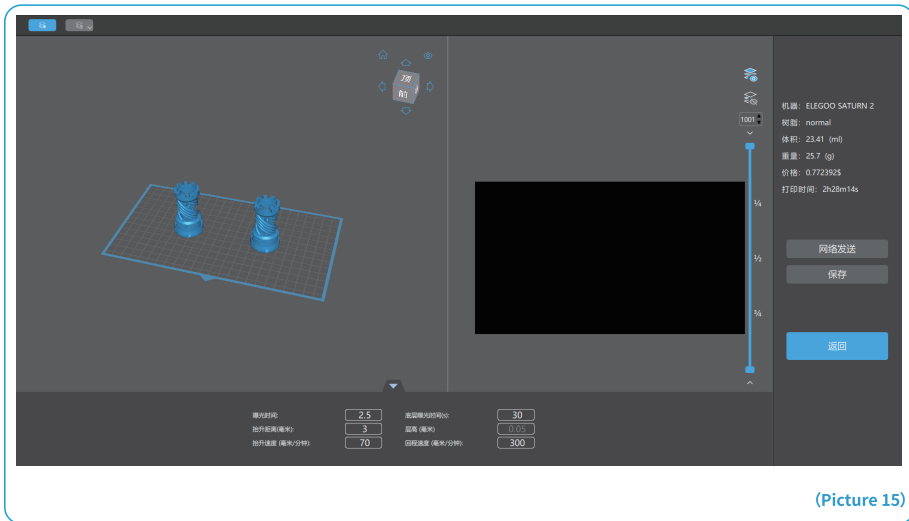 顶
前
1001
¼
½
¾
机器: ELEGOO SATURN 2
树脂: normal
体积: 23.41 (ml)
重量: 25.7 (g)
价格: 0.772392$
打印时间: 2h28m14s
网络发送
保存
返回
曝光时间: 2.5 底层曝光时间(s): 30
抬升距离(毫米): 3 层高 (毫米) 0.05
抬升速度 (毫米/分钟): 70 回程速度 (毫米/分钟): 300
(Picture 15)